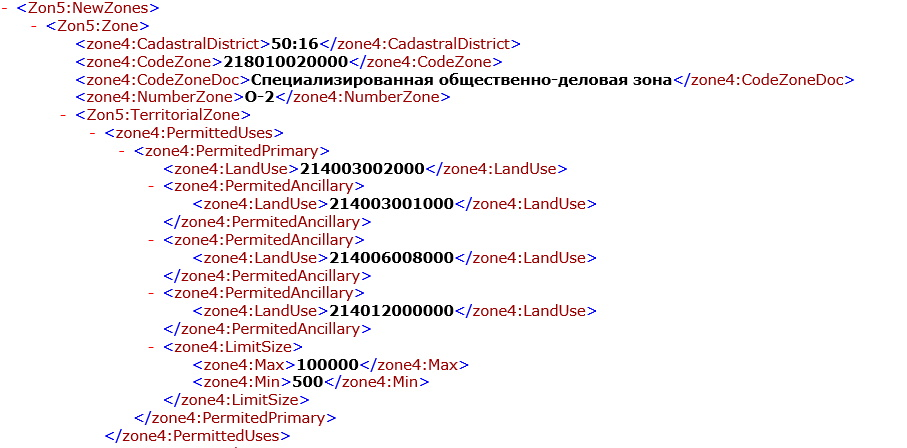 - <Zon5:NewZones>
- <Zon5:Zone>
<zone4:CadastralDistrict>50:16</zone4:CadastralDistrict>
<zone4:CodeZone>218010020000</zone4:CodeZone>
<zone4:CodeZoneDoc>Специализированная общественно-деловая зона</zone4:CodeZoneDoc>
<zone4:NumberZone>О-2</zone4:NumberZone>
- <Zon5:TerritorialZone>
- <zone4:PermittedUses>
- <zone4:PermitedPrimary>
<zone4:LandUse>214003002000</zone4:LandUse>
- <zone4:PermitedAncillary>
<zone4:LandUse>214003001000</zone4:LandUse>
</zone4:PermitedAncillary>
- <zone4:PermitedAncillary>
<zone4:LandUse>214006008000</zone4:LandUse>
</zone4:PermitedAncillary>
- <zone4:PermitedAncillary>
<zone4:LandUse>214012000000</zone4:LandUse>
</zone4:PermitedAncillary>
- <zone4:LimitSize>
<zone4:Max>100000</zone4:Max>
<zone4:Min>500</zone4:Min>
</zone4:LimitSize>
</zone4:PermitedPrimary>
</zone4:PermittedUses>